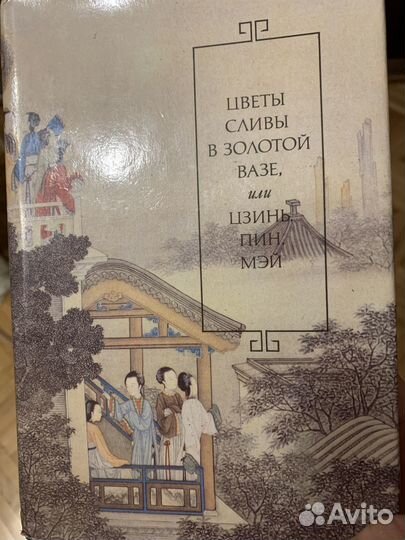 ЦВЕТЫ
СЛИВЫ
В ЗОЛОТОЙ
ВАЗЕ,
или
ЦЗИНЬ,
ПИН,
МЭЙ
Avito